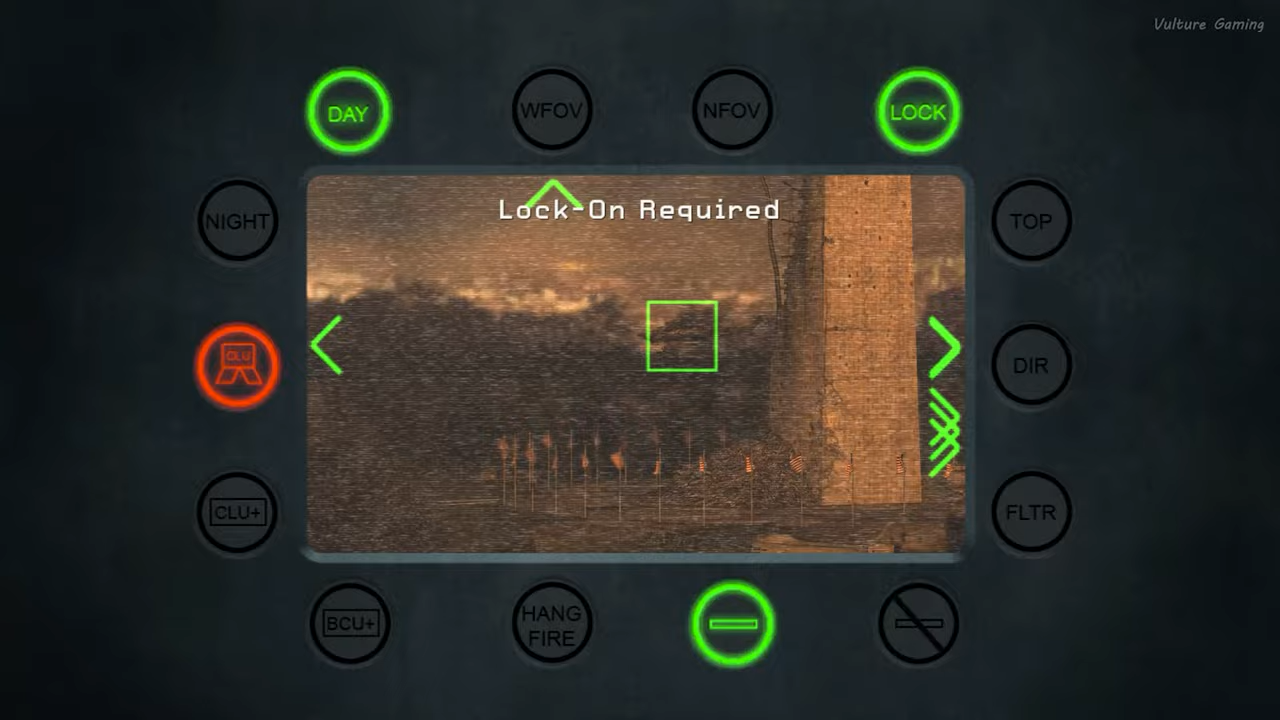 Vulture Gaming
DAY
WFOV
NFOV
LOCK
NIGHT
Lock-On Required
TOP
CLU
DIR
CLU+
FLTR
BCU+
HANG
FIRE